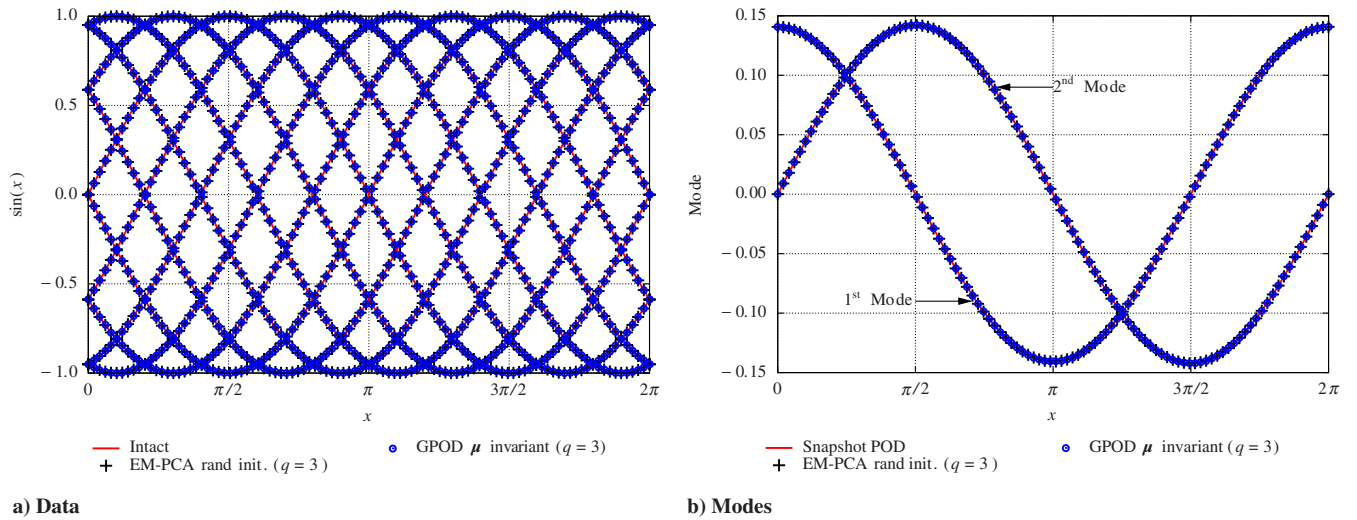 1.0
0.5
0.0
−0.5
−1.0
sin(x)
0
π/2
π
3π/2
2π
x
Intact
EM-PCA rand init. (q = 3)
GPOD μ invariant (q = 3)
a) Data
0.15
0.10
0.05
0.00
−0.05
−0.10
−0.15
Mode
2nd Mode
1st Mode
0
π/2
π
3π/2
2π
x
Snapshot POD
EM-PCA rand init. (q = 3)
GPOD μ invariant (q = 3)
b) Modes